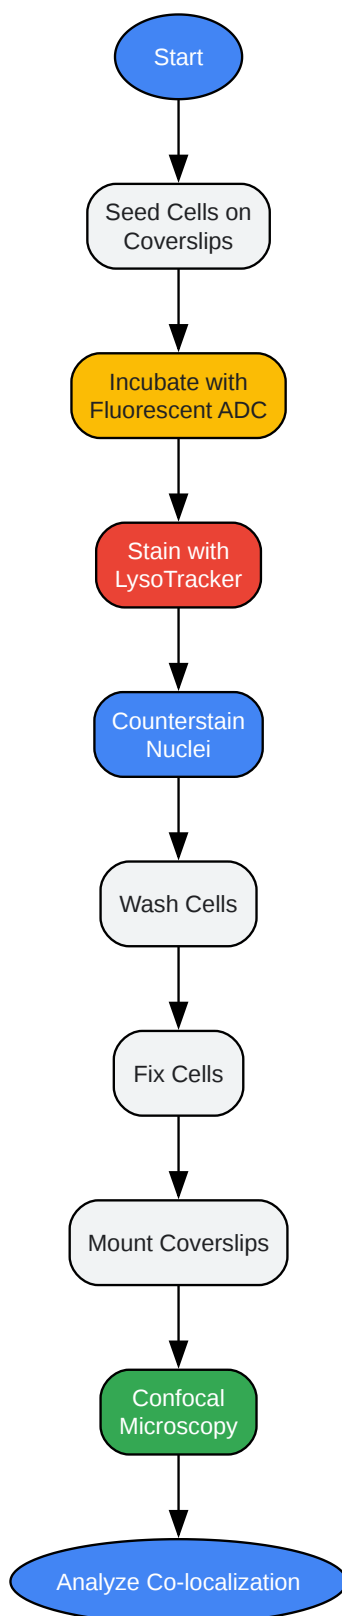 Start
Seed Cells on
Coverslips
Incubate with
Fluorescent ADC
Stain with
LysoTracker
Counterstain
Nuclei
Wash Cells
Fix Cells
Mount Coverslips
Confocal
Microscopy
Analyze Co-localization